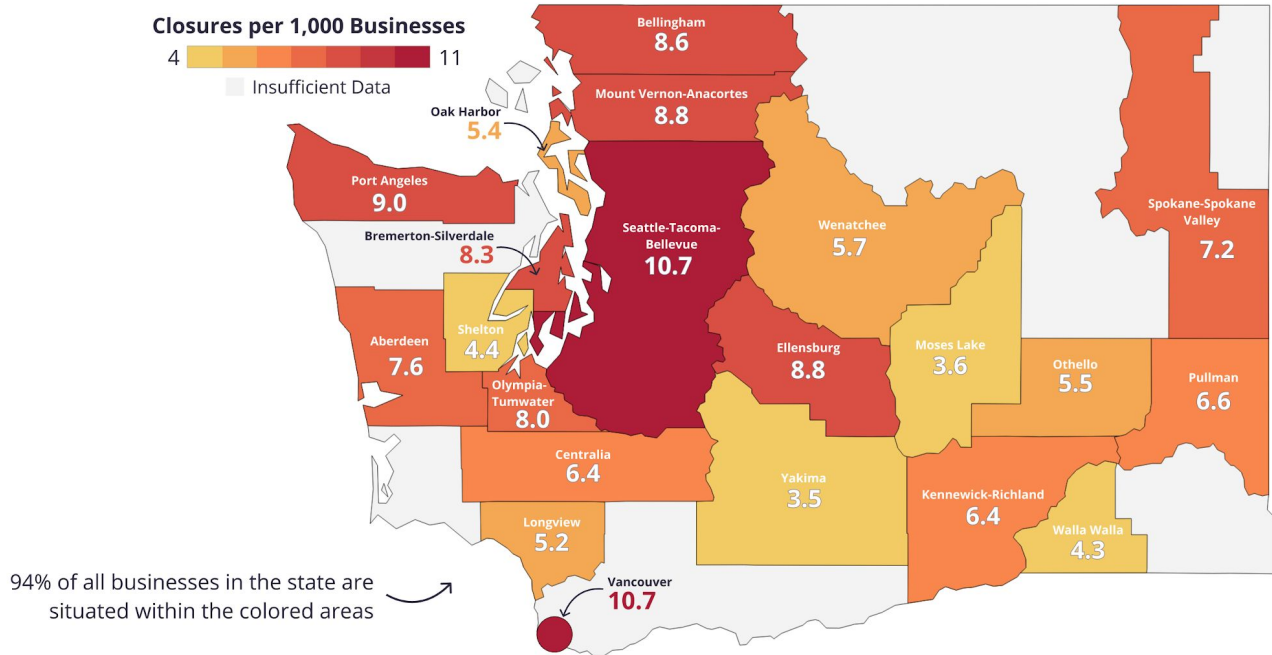 Closures per 1,000 Businesses
4
11
Insufficient Data
Bellingham
8.6
Mount Vernon-Anacortes
8.8
Oak Harbor
5.4
Port Angeles
9.0
Bremerton-Silverdale
8.3
Seattle-Tacoma-
Bellevue
10.7
Wenatchee
5.7
Spokane-Spokane
Valley
7.2
Shelton
4.4
Aberdeen
7.6
Ellensburg
8.8
Moses Lake
3.6
Othello
5.5
Pullman
6.6
Olympia-
Tumwater
8.0
Centralia
6.4
Yakima
3.5
Kennewick-Richland
6.4
Longview
5.2
Walla Walla
4.3
94% of all businesses in the state are
situated within the colored areas
Vancouver
10.7